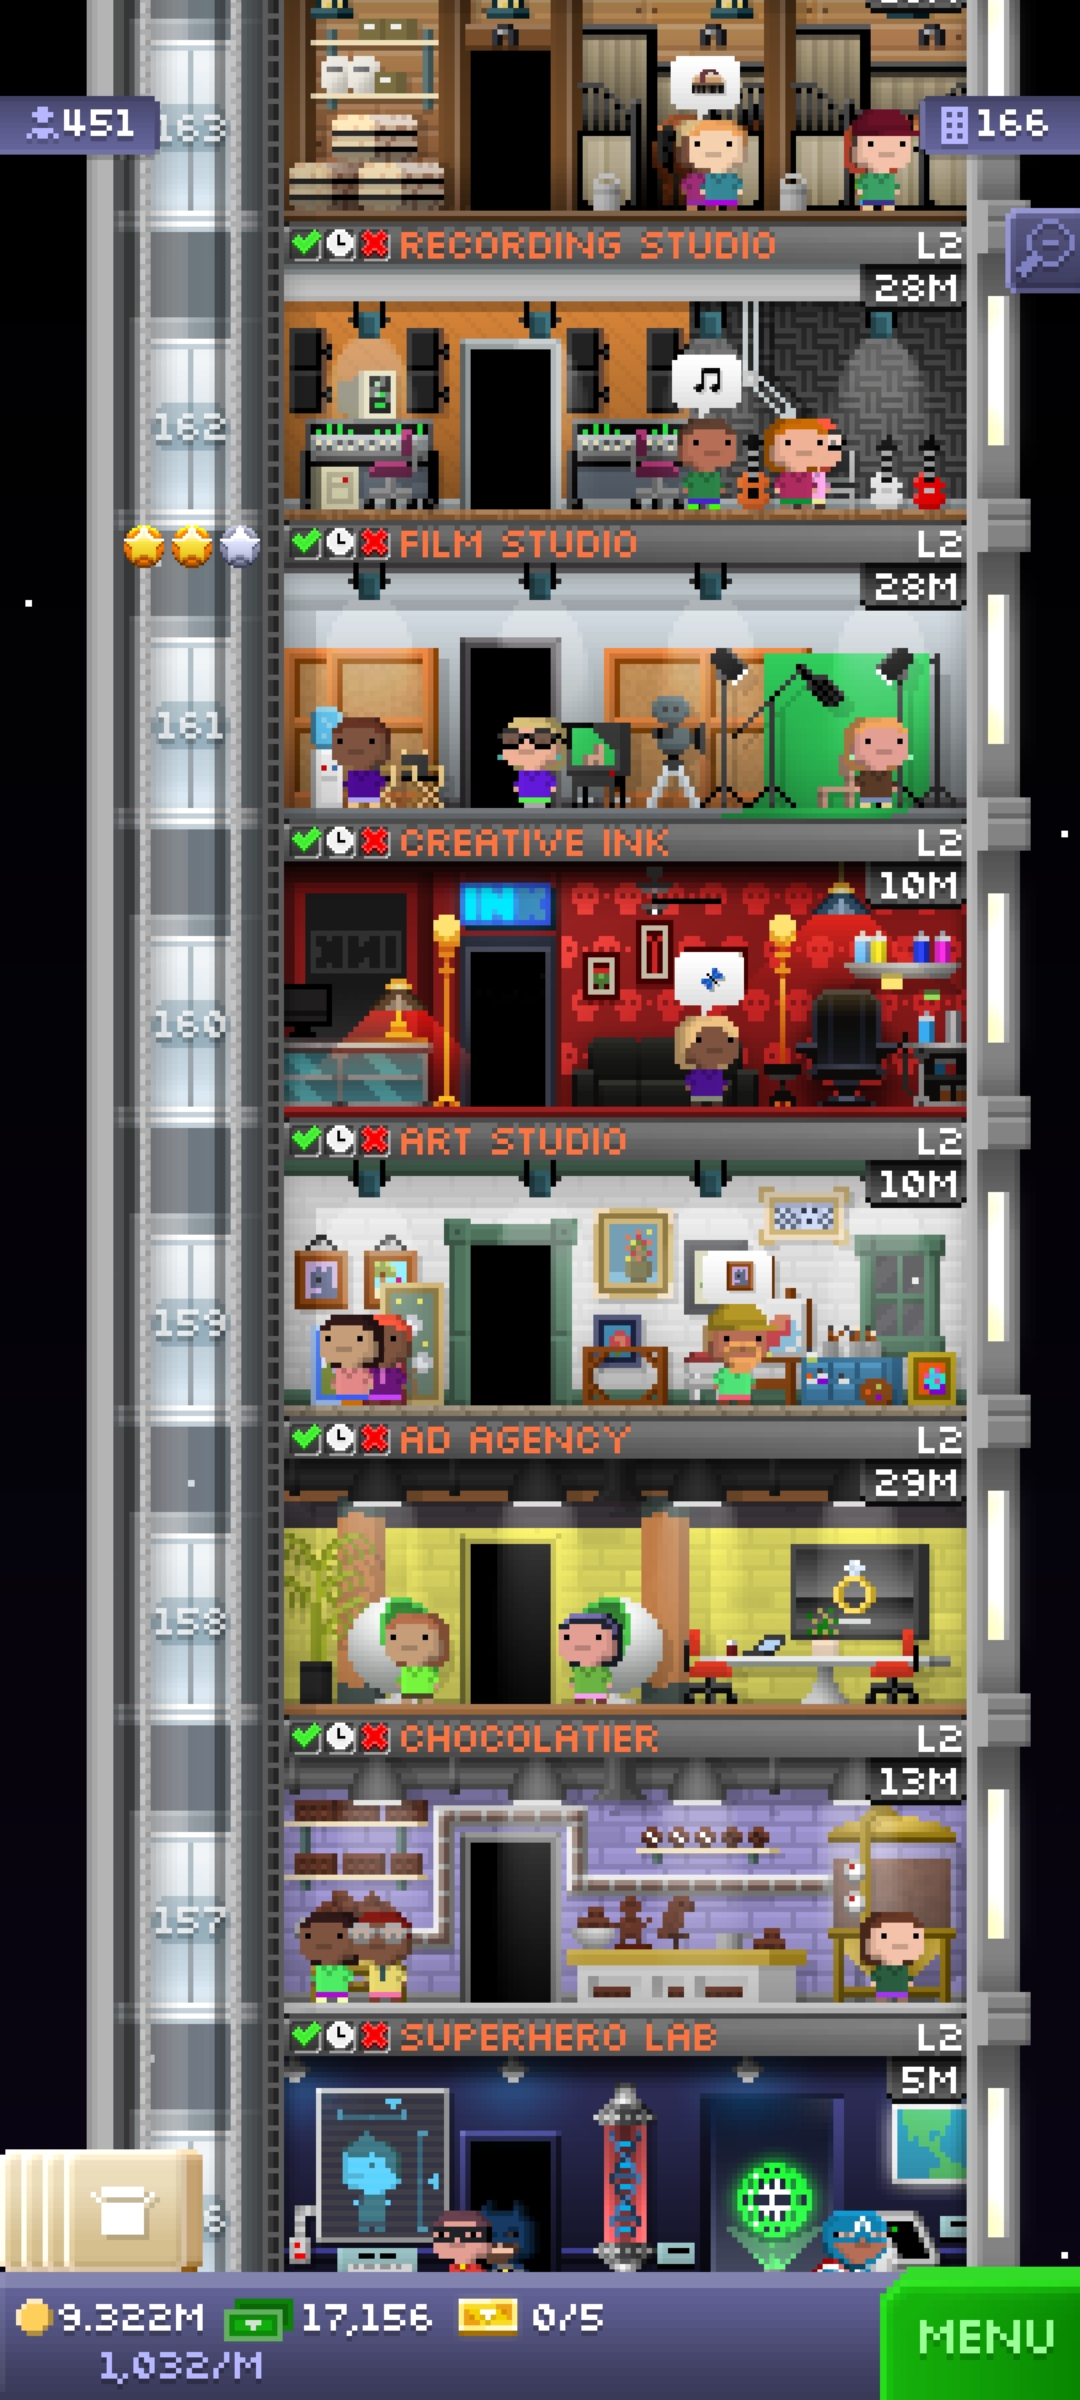 451
163
166
RECORDING STUDIO L2
28M
162
FILM STUDIO L2
28M
161
CREATIVE INK L2
10M
INK
INK
160
ART STUDIO L2
10M
159
AD AGENCY L2
29M
158
CHOCOLATIER L2
13M
157
SUPERHERO LAB L2
5M
9.322M 17,156 0/5
1,032/M
MENU